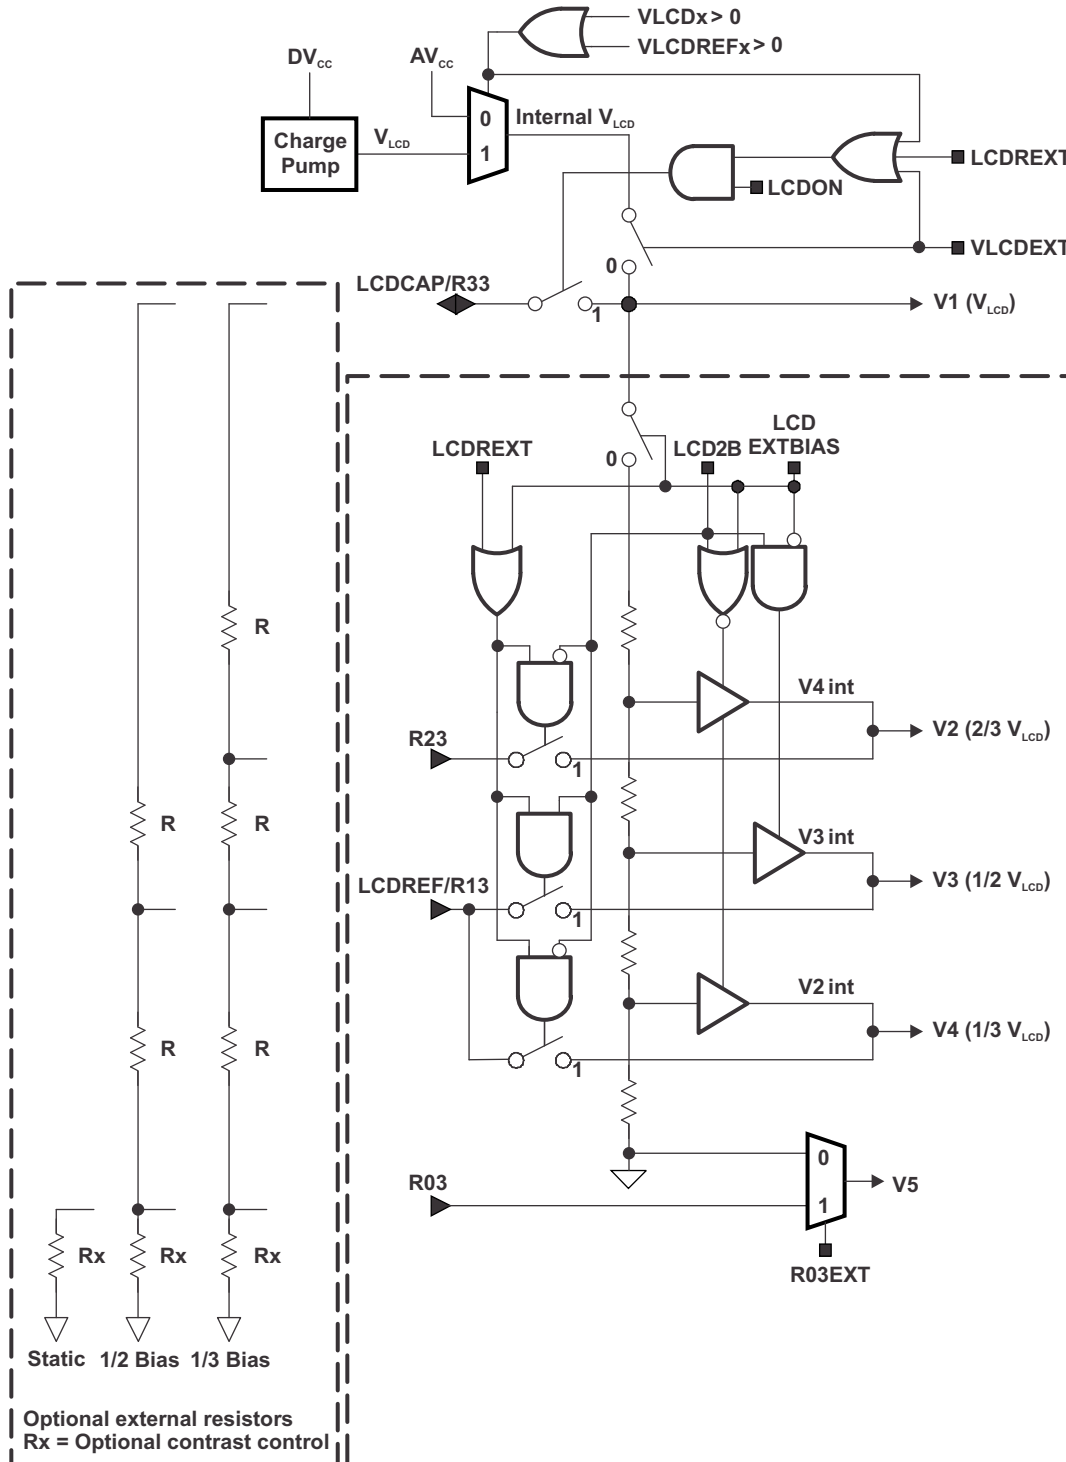 VLCDx > 0
VLCDREFx > 0
DVCC
AVCC
0
1
Internal VLCD
Charge
Pump
VLCD
LCDREXT
LCDON
VLCDEXT
0
LCDCAP/R33
1
V1 (VLCD)
LCDREXT
0
LCD2B
LCD
EXTBIAS
R
V4 int
R23
V2 (2/3 VLCD)
1
R
R
V3 int
LCDREF/R13
V3 (1/2 VLCD)
1
V2 int
R
R
V4 (1/3 VLCD)
1
0
R03
V5
1
Rx
Rx
Rx
R03EXT
Static
1/2 Bias
1/3 Bias
Optional external resistors
Rx = Optional contrast control